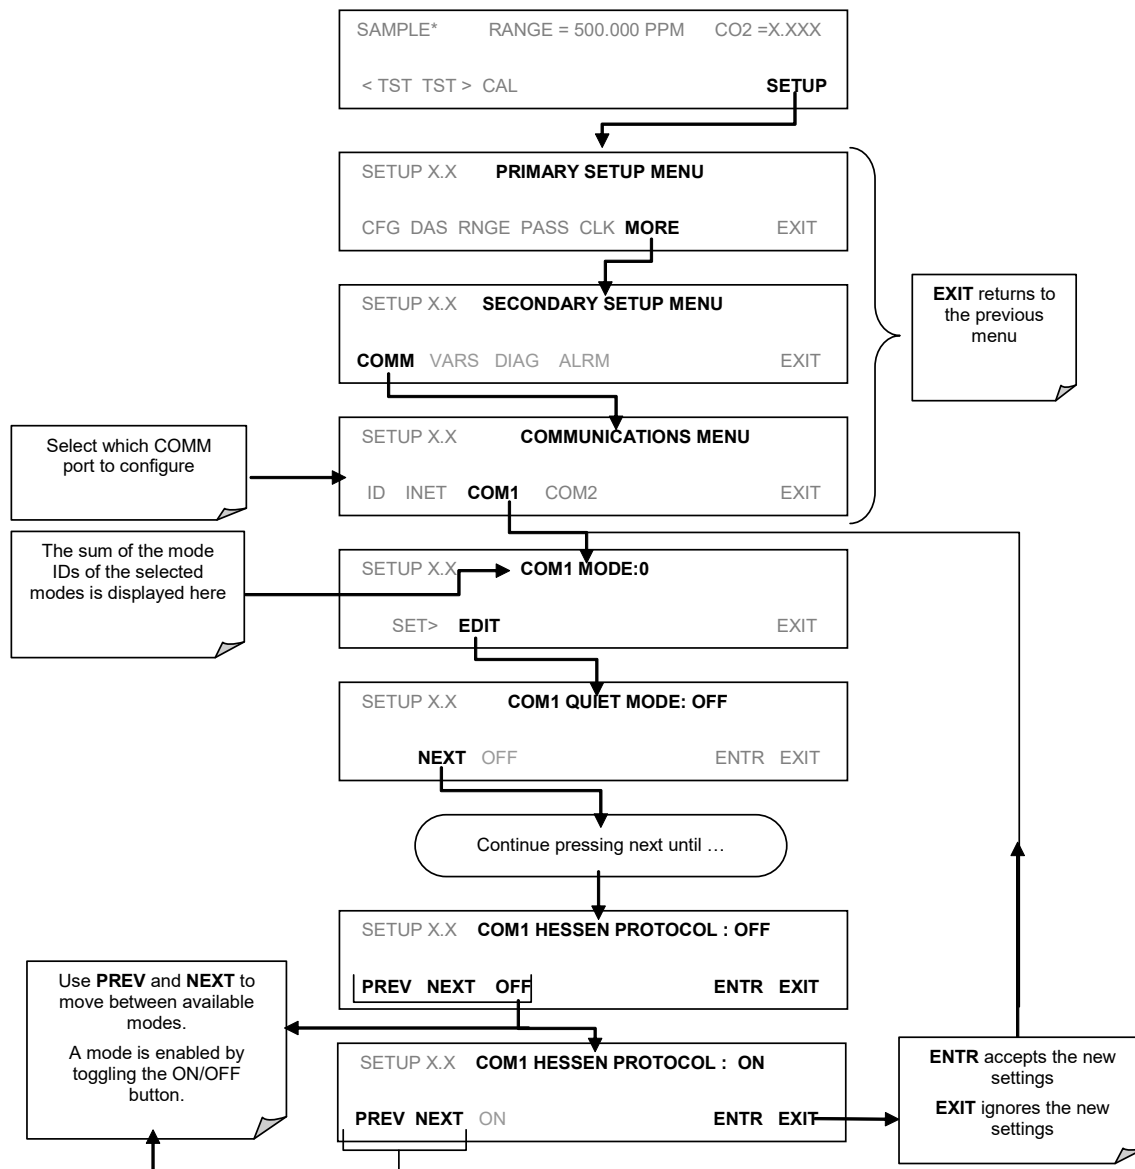 SAMPLE* RANGE = 500.000 PPM CO2 =X.XXX
< TST TST > CAL SETUP
SETUP X.X PRIMARY SETUP MENU
CFG DAS RNGE PASS CLK MORE EXIT
SETUP X.X SECONDARY SETUP MENU
COMM VARS DIAG ALRM EXIT
EXIT returns to
the previous
menu
SETUP X.X COMMUNICATIONS MENU
ID INET COM1 COM2 EXIT
Select which COMM
port to configure
The sum of the mode
IDs of the selected
modes is displayed here
SETUP X.X COM1 MODE:0
SET> EDIT EXIT
SETUP X.X COM1 QUIET MODE: OFF
NEXT OFF ENTR EXIT
Continue pressing next until …
SETUP X.X COM1 HESSEN PROTOCOL : OFF
PREV NEXT OFF ENTR EXIT
Use PREV and NEXT to
move between available
modes.
A mode is enabled by
toggling the ON/OFF
button.
SETUP X.X COM1 HESSEN PROTOCOL : ON
PREV NEXT ON ENTR EXIT
ENTR accepts the new
settings
EXIT ignores the new
settings